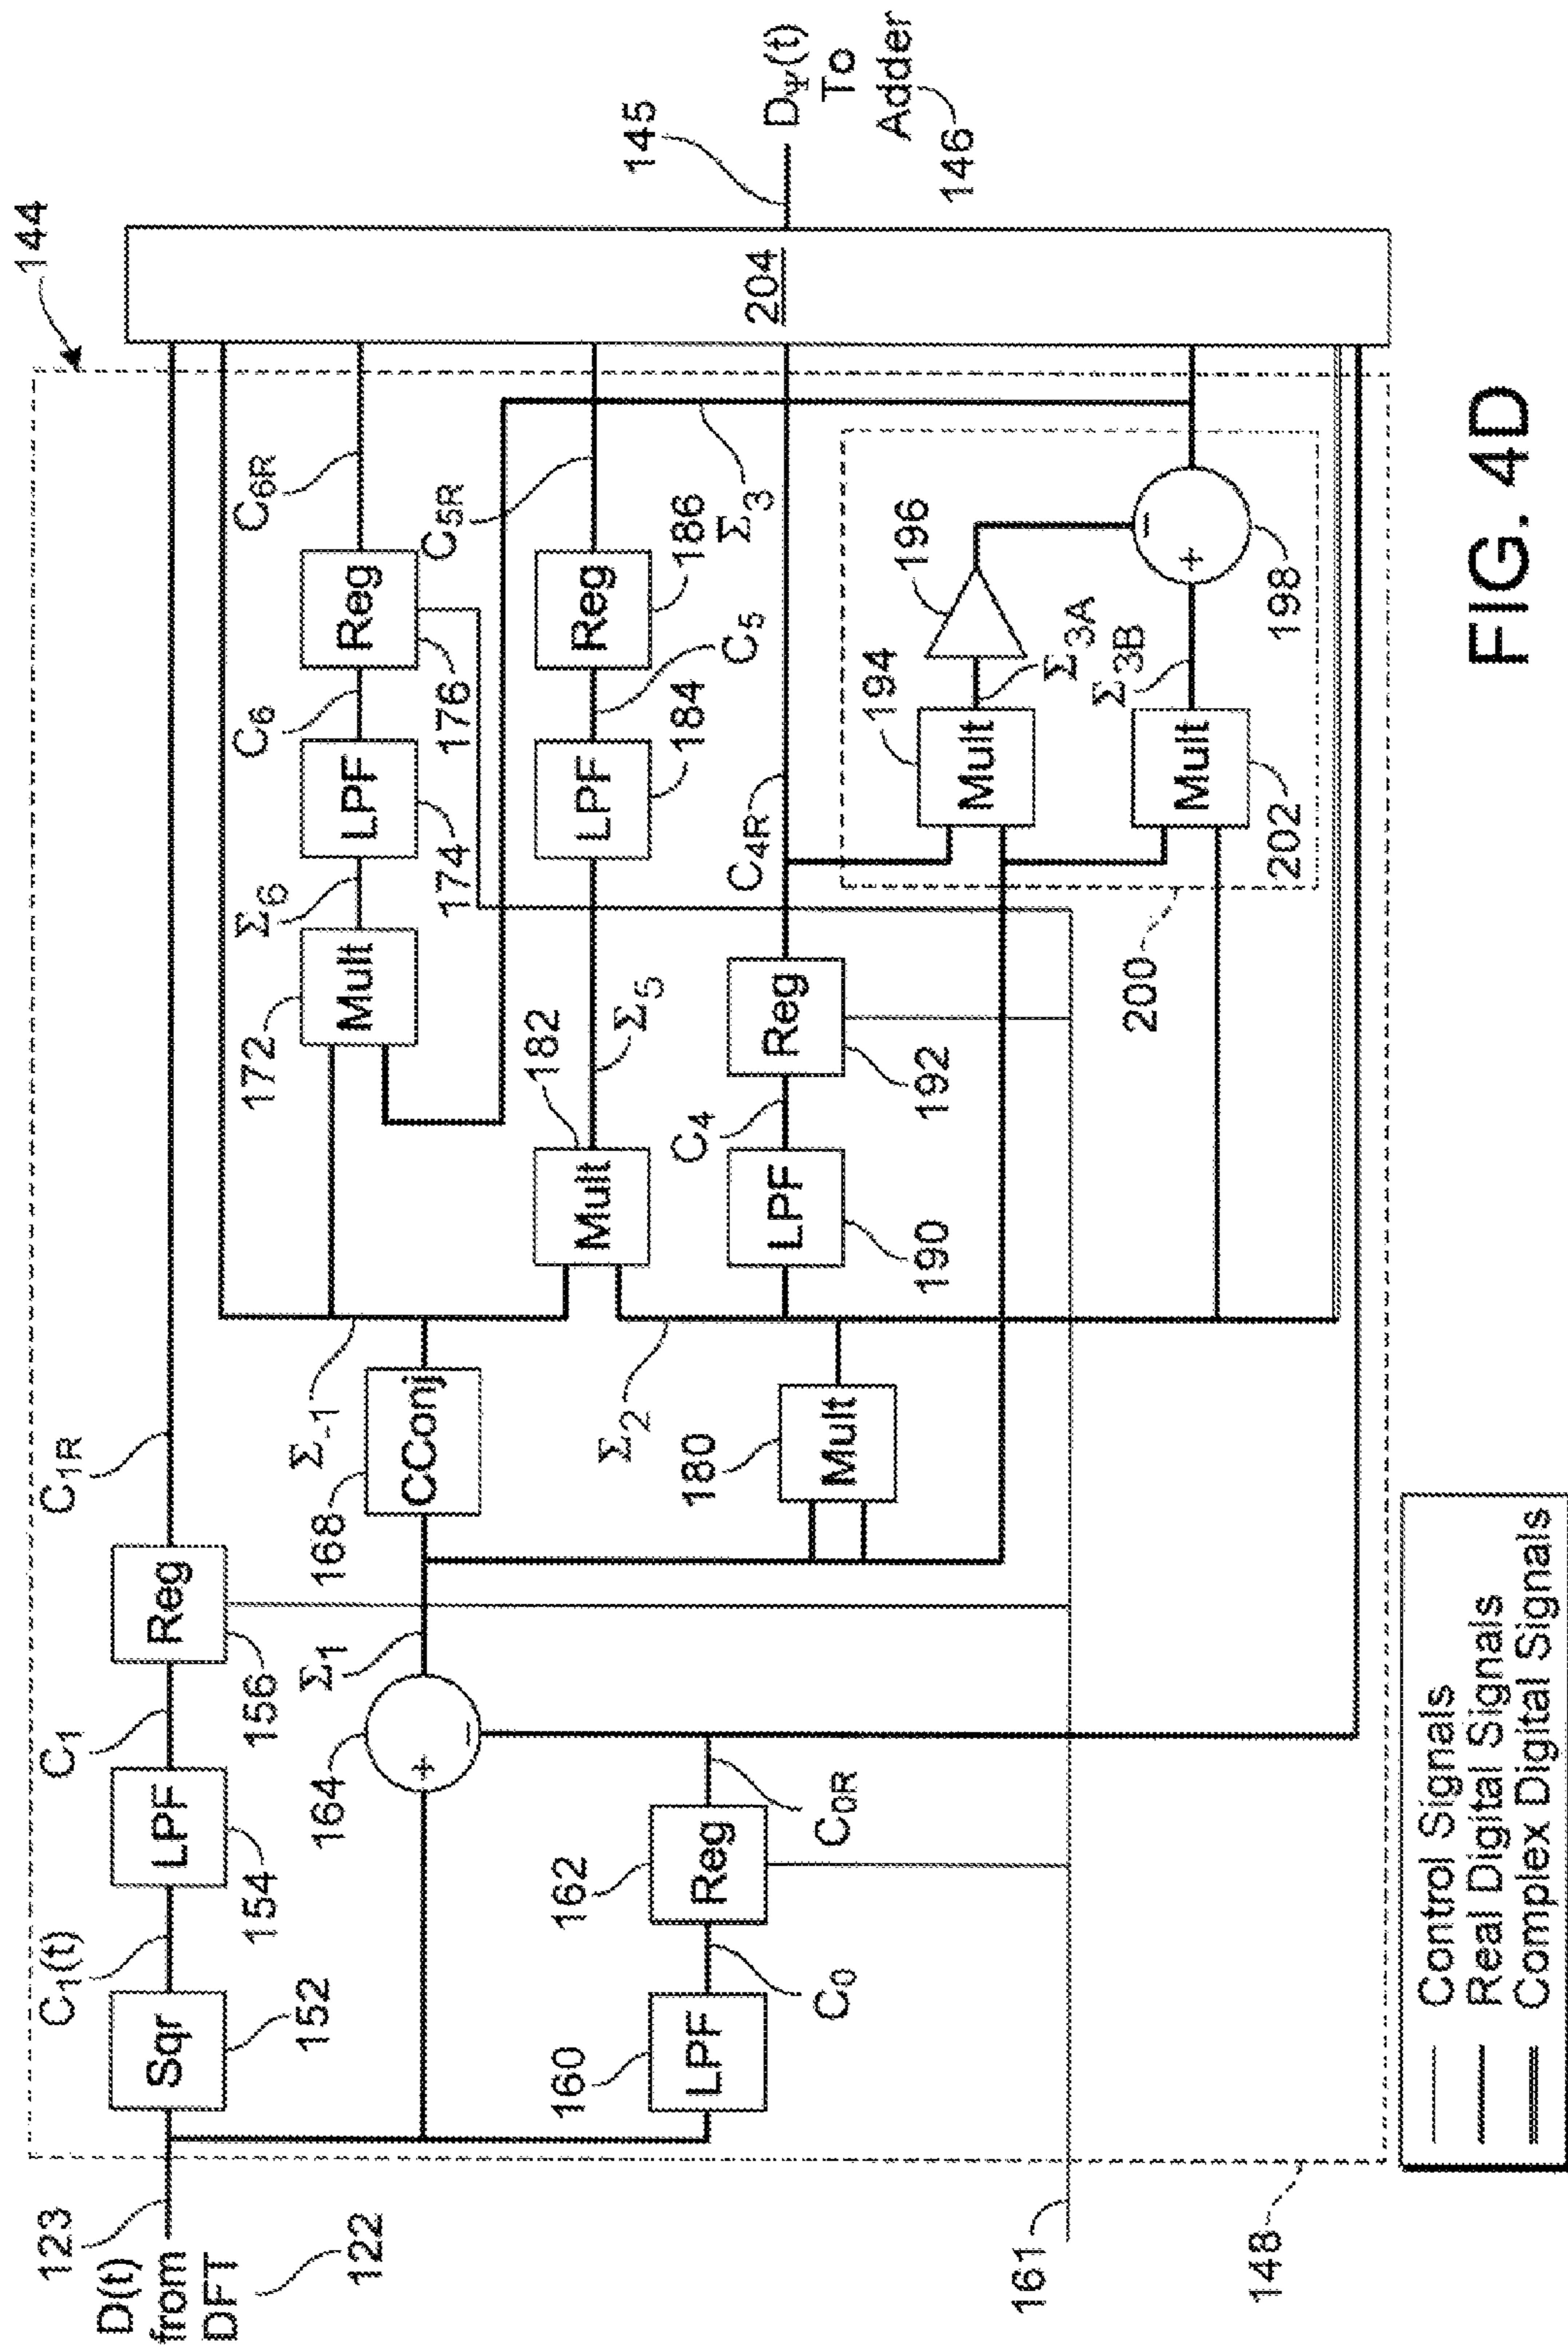 144
123
D(t)
from
DFT
122
Sqr
152
C1(t)
LPF
154
C1
Reg
156
C1R
164
+
−
Σ1
168
CConj
Σ-1
160
LPF
C0
162
Reg
C0R
161
148
172
Mult
Σ6
LPF
174
C6
Reg
176
C6R
182
Mult
Σ5
LPF
184
C5
Reg
186
C5R
Σ3
180
Mult
Σ2
LPF
190
C4
Reg
192
C4R
194
Mult
Σ3A
196
Mult
202
Σ3B
+
−
198
200
204
145
DΨ(t)
To
Adder
146
Control Signals
Real Digital Signals
Complex Digital Signals
FIG. 4D